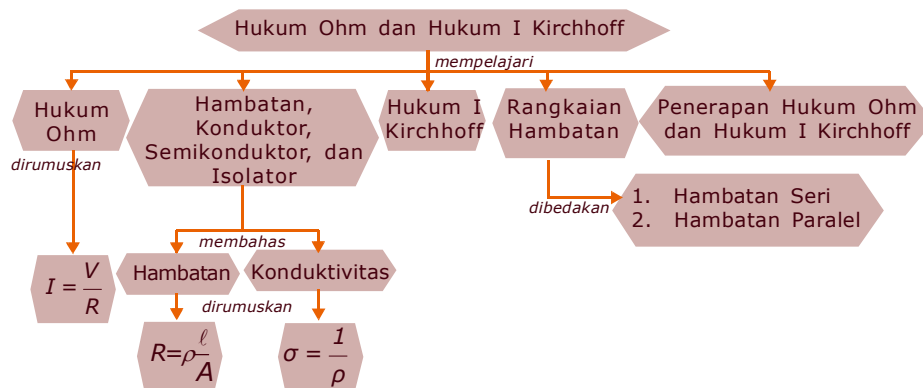 Hukum Ohm dan Hukum I Kirchhoff
mempelajari
Hukum
Ohm
Hambatan,
Konduktor,
Semikonduktor, dan
Isolator
Hukum I
Kirchhoff
Rangkaian
Hambatan
Penerapan Hukum Ohm
dan Hukum I Kirchhoff
dirumuskan
dibedakan
1. Hambatan Seri
2. Hambatan Paralel
membahas
Hambatan
Konduktivitas
I = V/R
dirumuskan
R=ρ ℓ/A
σ = 1/ρ